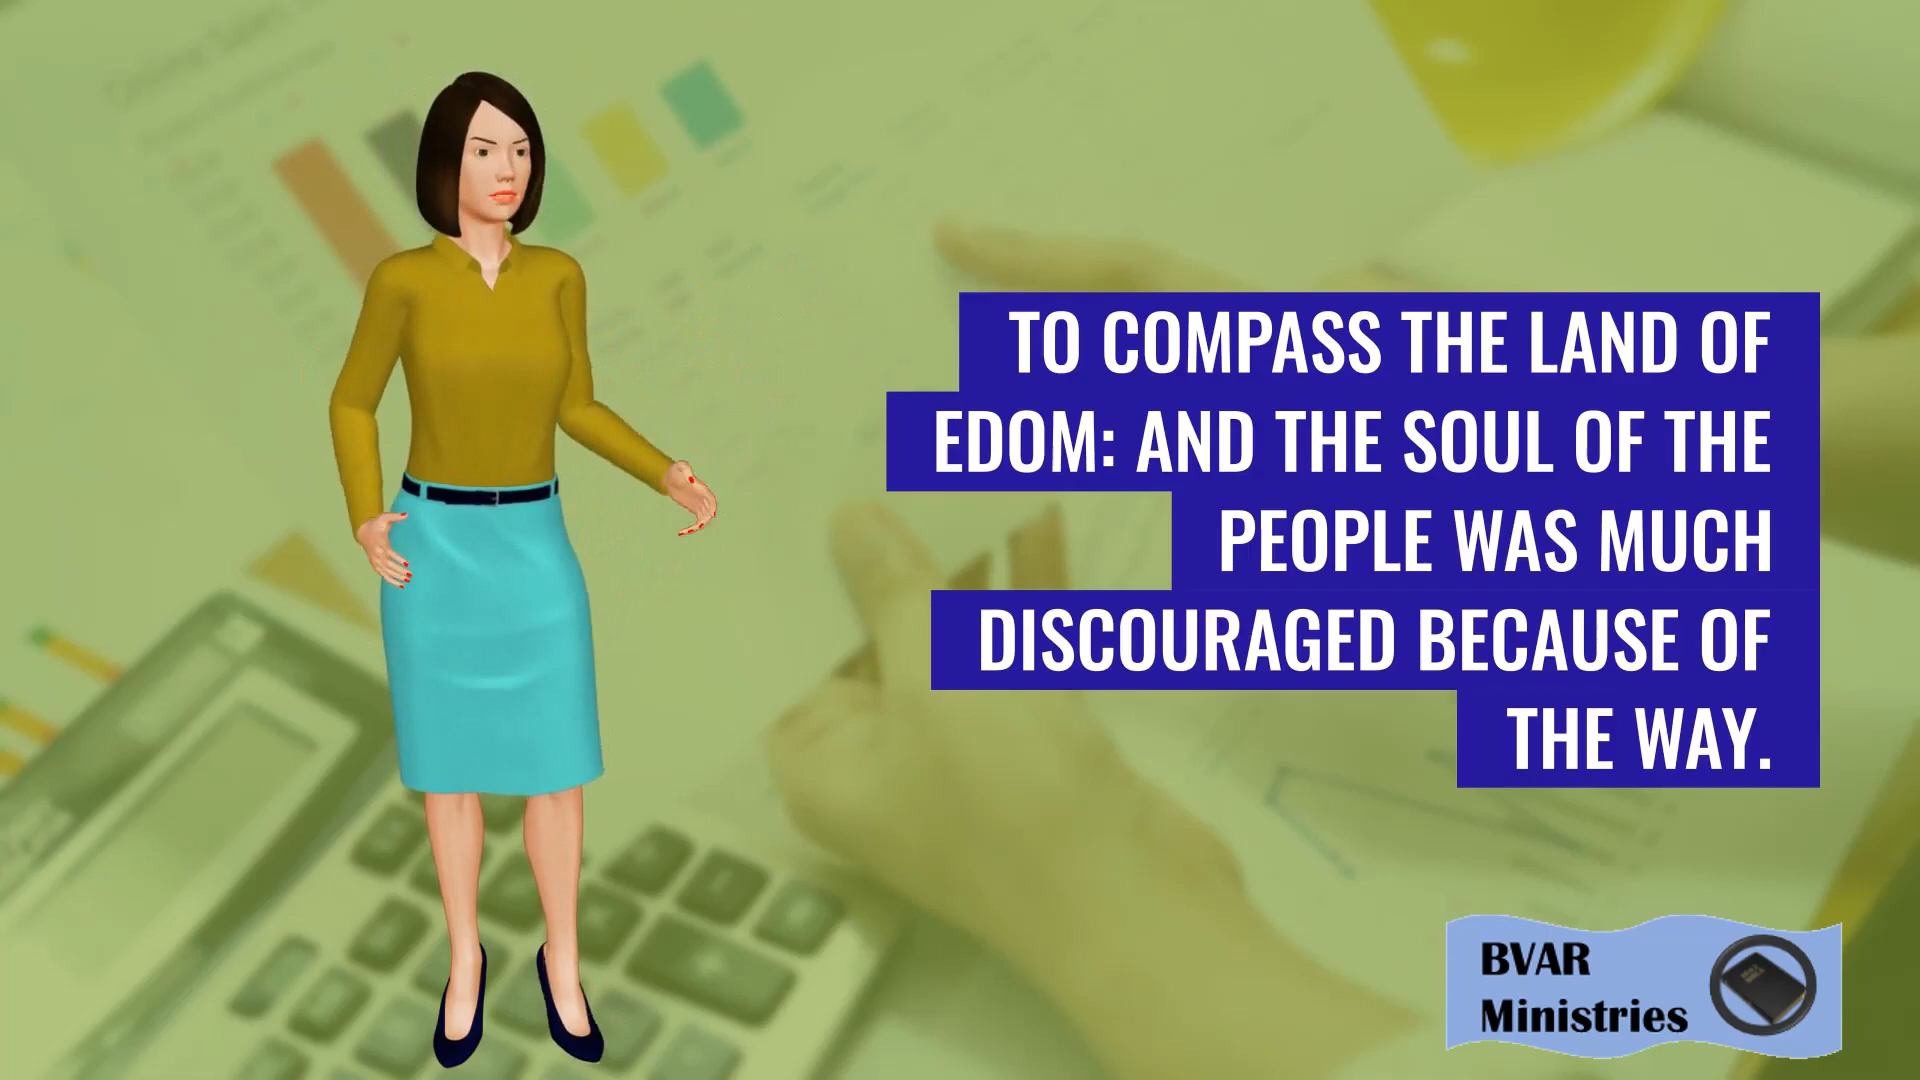 TO COMPASS THE LAND OF
EDOM: AND THE SOUL OF THE
PEOPLE WAS MUCH
DISCOURAGED BECAUSE OF
THE WAY.
BVAR
Ministries